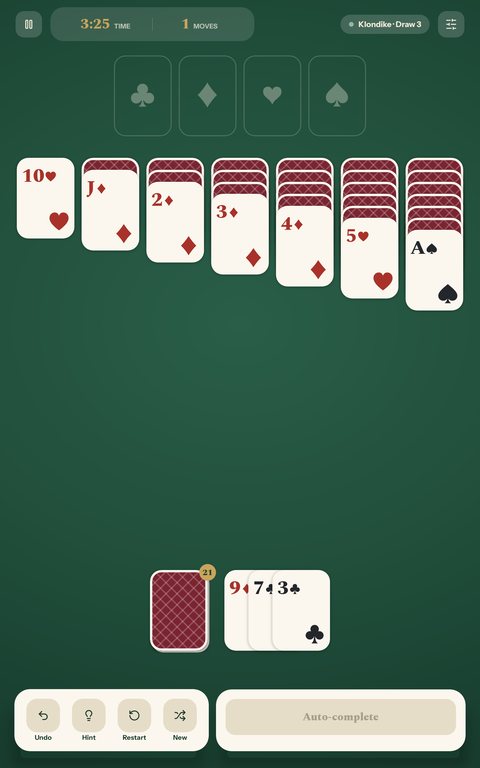 3:25 TIME 1 MOVES Klondike · Draw 3
10♥ J♦ 2♦ 3♦ 4♦ 5♥ A♠
21
9♦ 7♣ 3♣
Auto-complete
Undo Hint Restart New